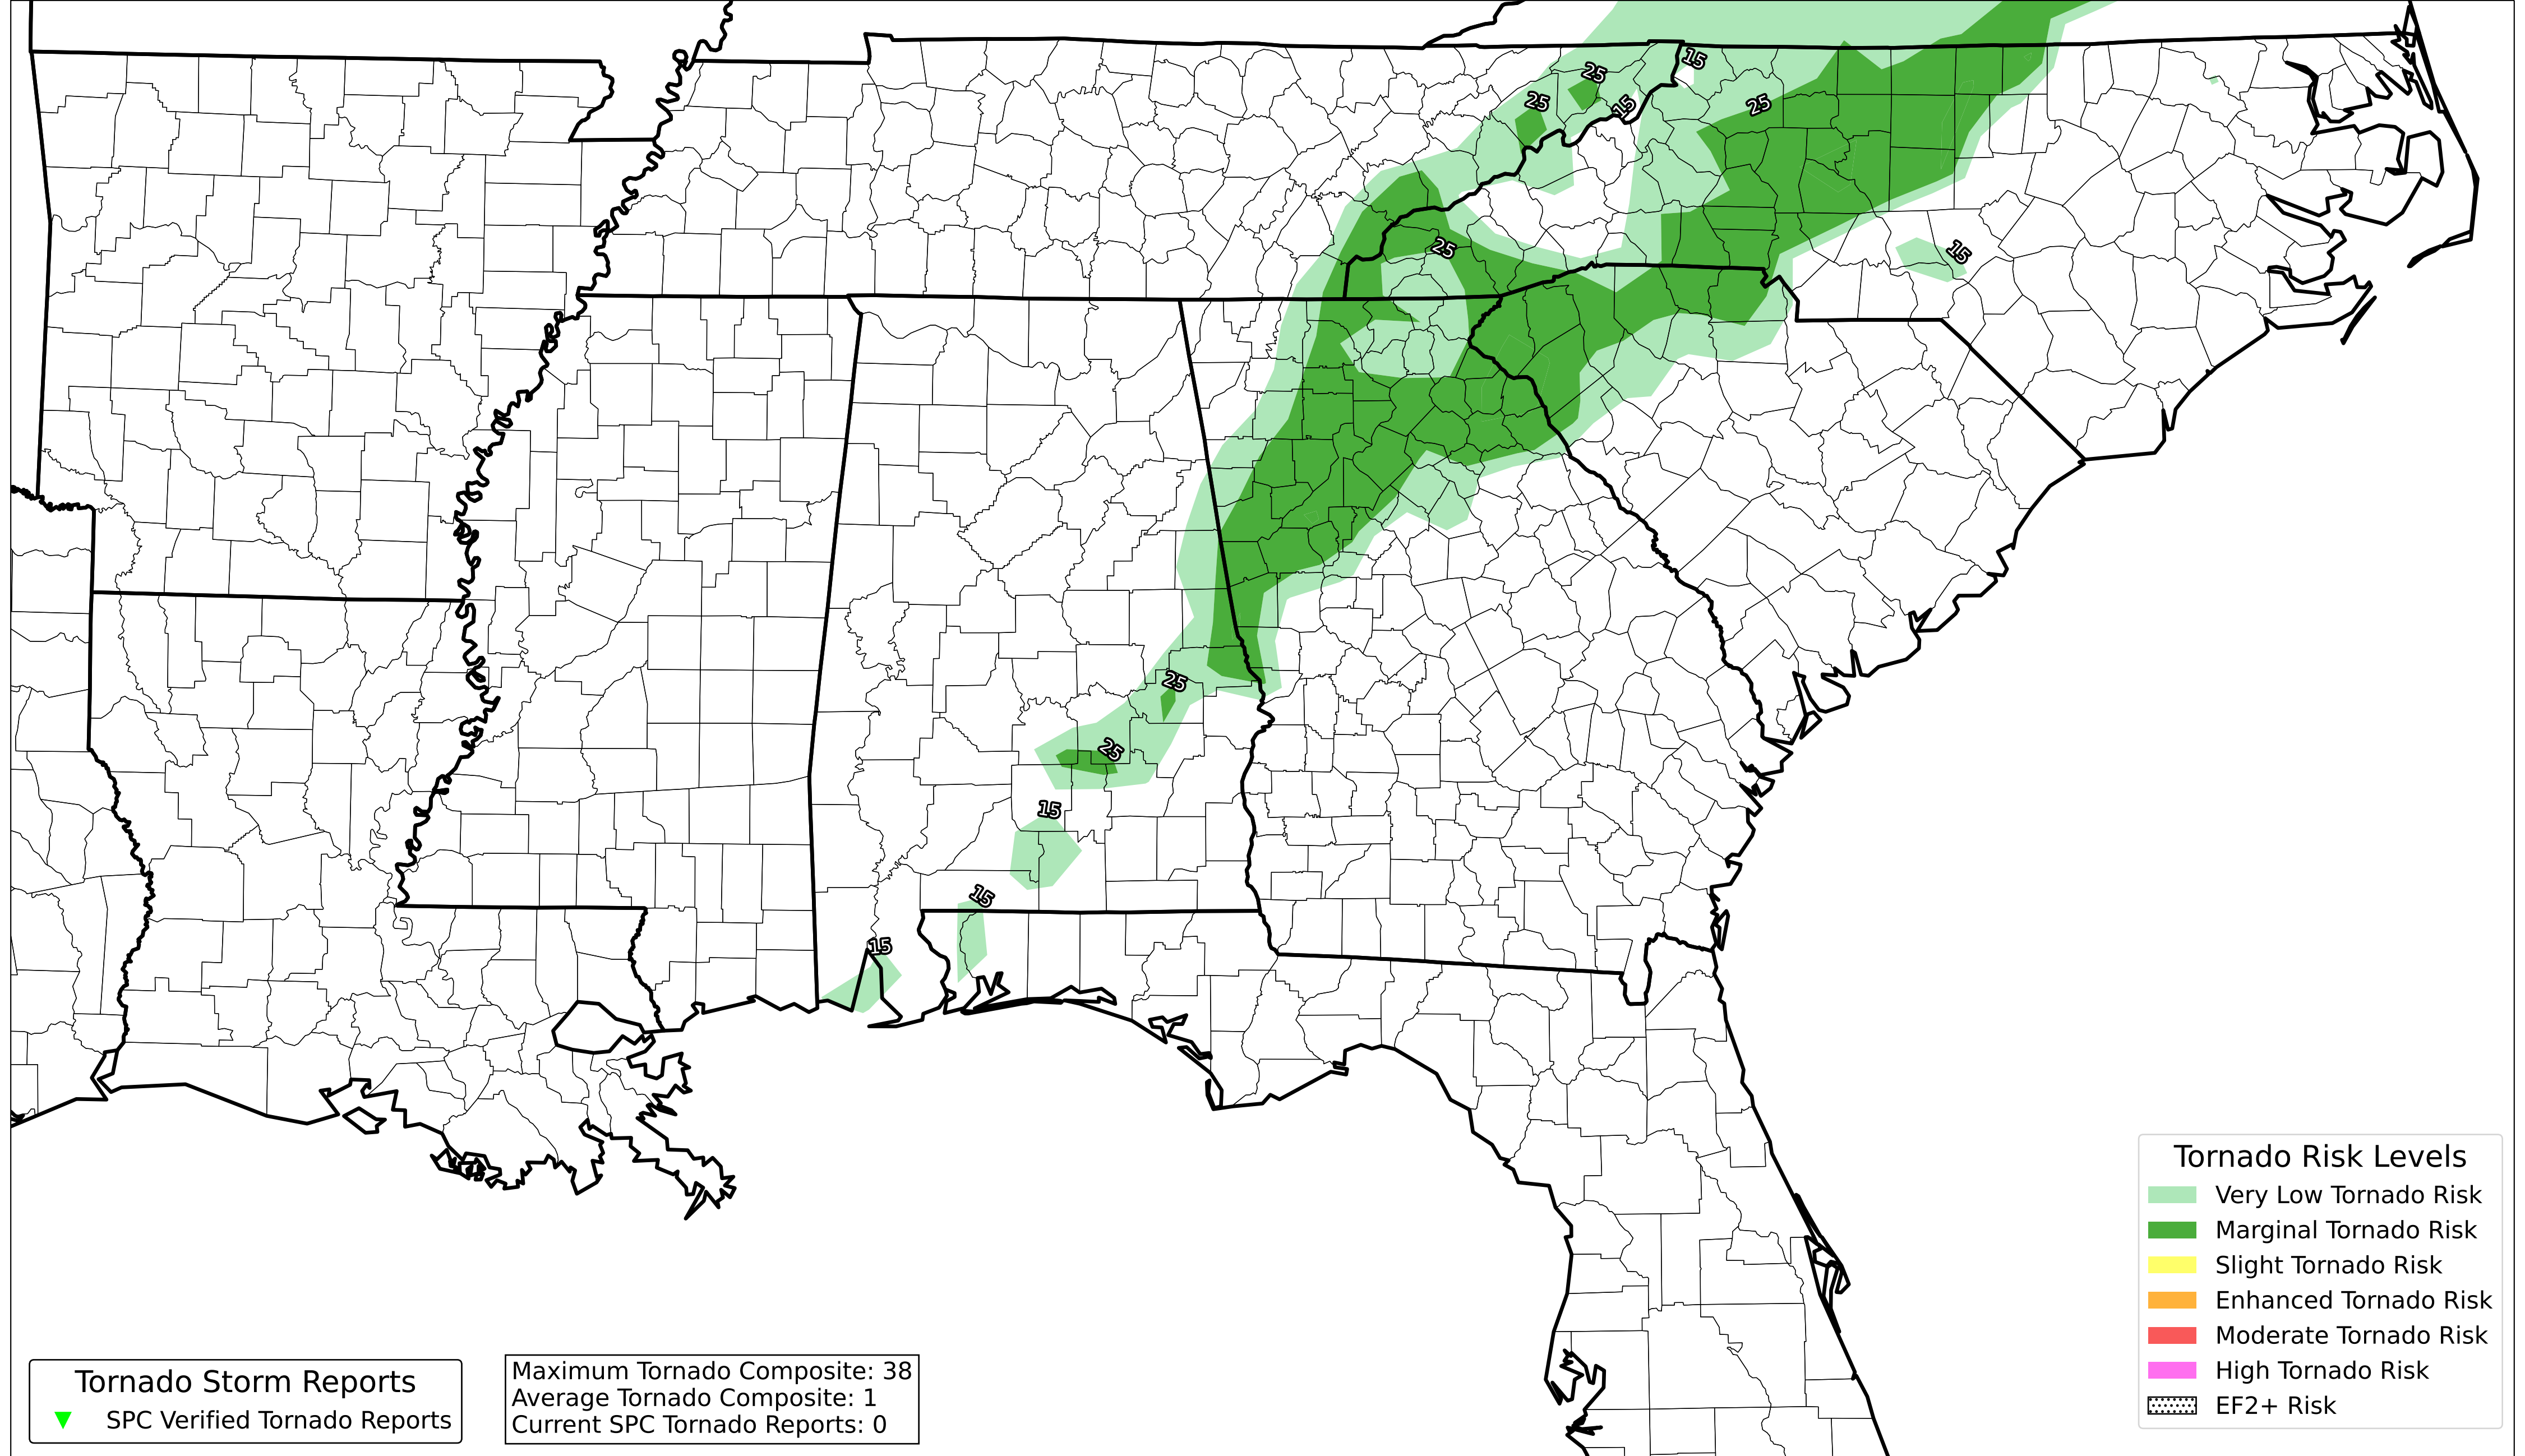 15
25
25
15
25
25
15
25
25
15
15
15
Tornado Risk Levels
Very Low Tornado Risk
Marginal Tornado Risk
Slight Tornado Risk
Enhanced Tornado Risk
Moderate Tornado Risk
High Tornado Risk
EF2+ Risk
Tornado Storm Reports
SPC Verified Tornado Reports
Maximum Tornado Composite: 38
Average Tornado Composite: 1
Current SPC Tornado Reports: 0